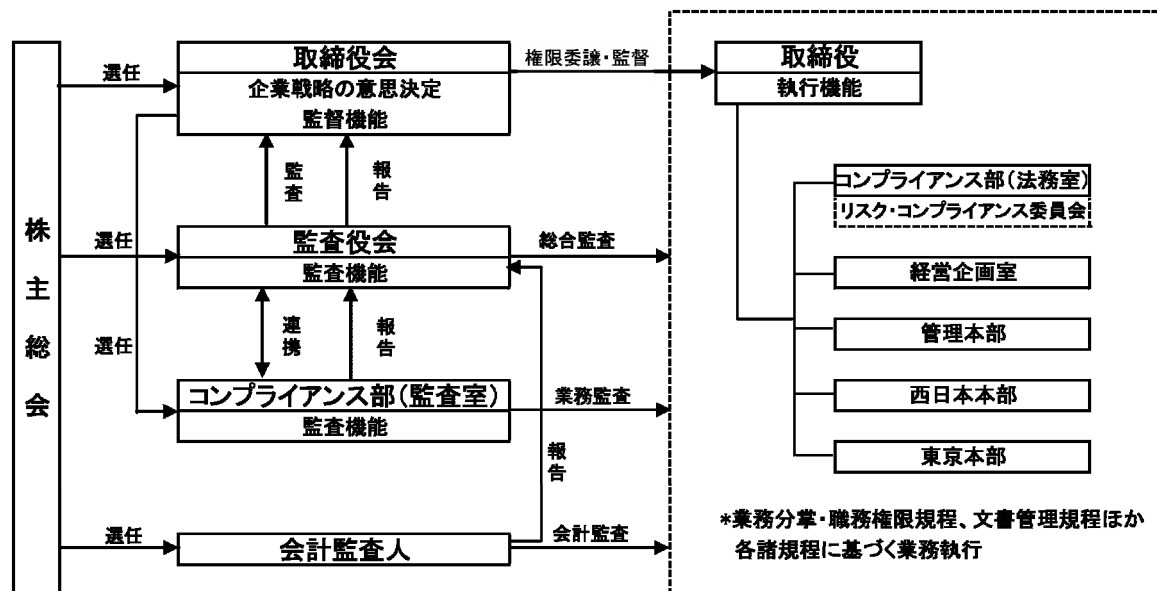 株主総会
選任
取締役会
企業戦略の意思決定
監督機能
権限委譲・監督
取締役
執行機能
監査
報告
コンプライアンス部（法務室）
リスク・コンプライアンス委員会
選任
監査役会
監査機能
総合監査
経営企画室
選任
連携
報告
管理本部
コンプライアンス部（監査室）
監査機能
業務監査
西日本本部
報告
東京本部
選任
会計監査人
会計監査
*業務分掌・職務権限規程、文書管理規程ほか
各諸規程に基づく業務執行